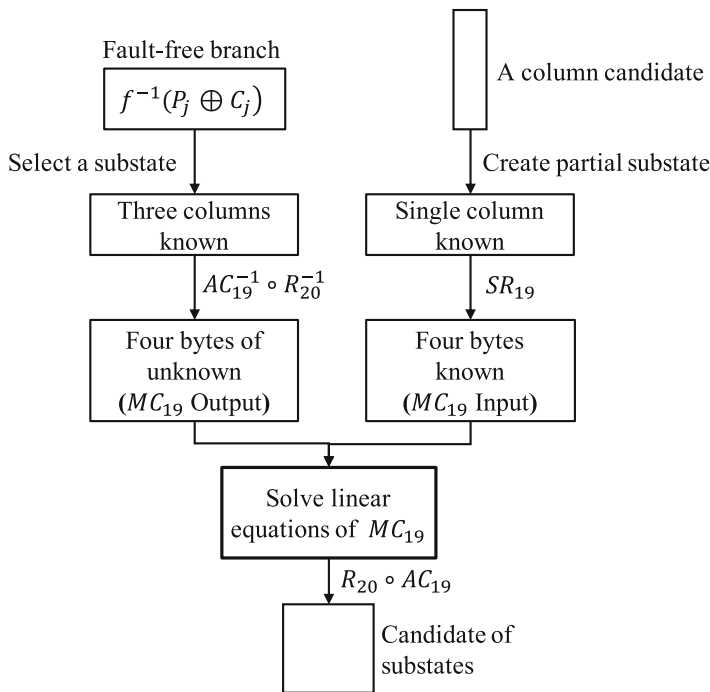 Fault-free branch
f⁻¹(Pⱼ ⊕ Cⱼ)
Select a substate
Three columns
known
AC₁₉⁻¹ ∘ R₂₀⁻¹
Four bytes of
unknown
(MC₁₉ Output)
A column candidate
Create partial substate
Single column
known
SR₁₉
Four bytes
known
(MC₁₉ Input)
Solve linear
equations of MC₁₉
R₂₀ ∘ AC₁₉
Candidate of
substates